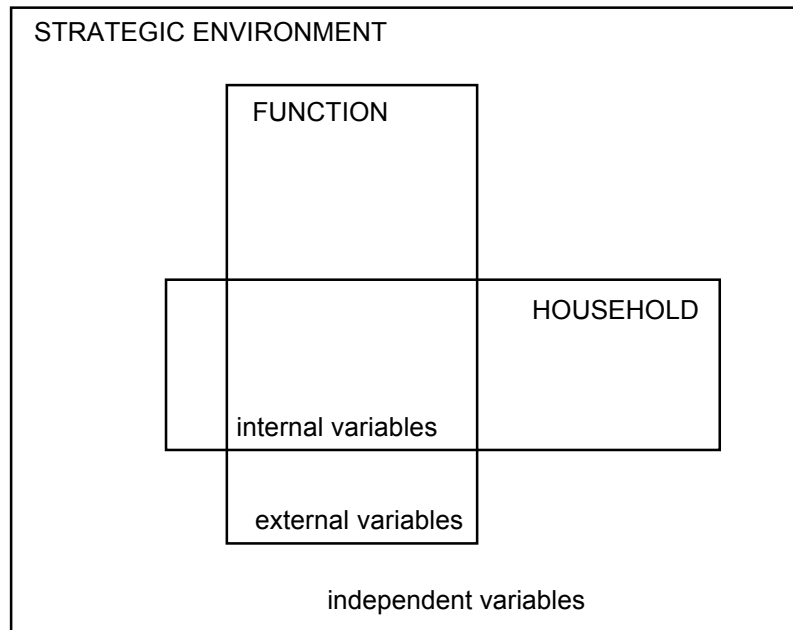 STRATEGIC ENVIRONMENT
FUNCTION
HOUSEHOLD
internal variables
external variables
independent variables